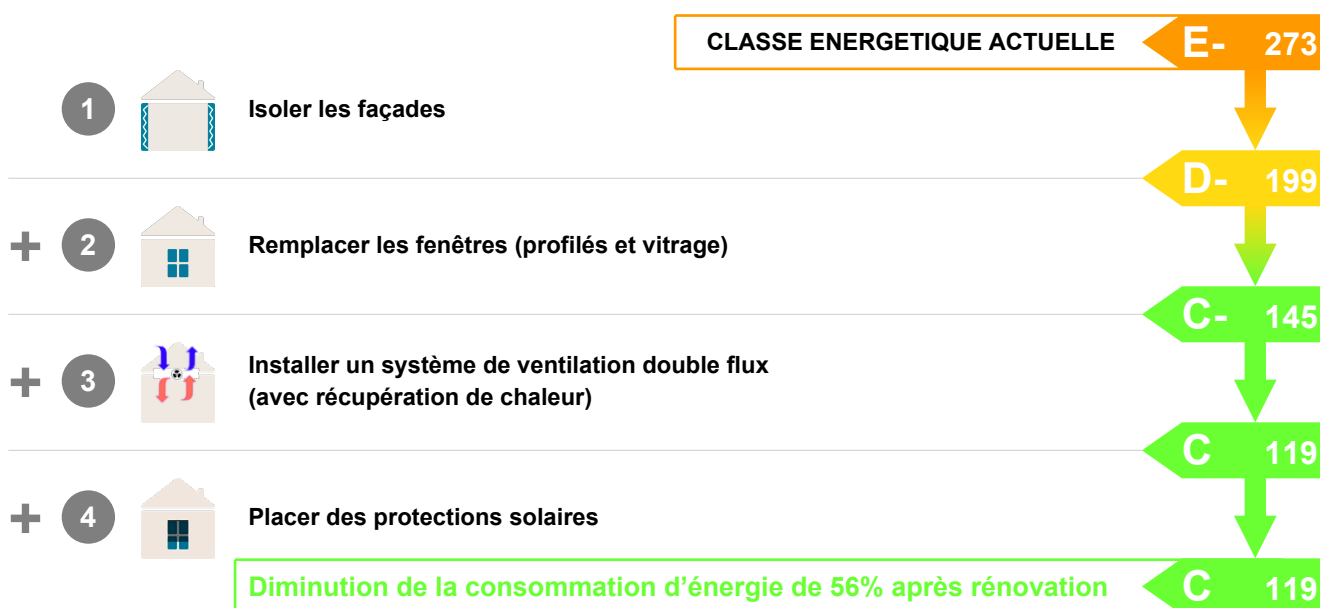 CLASSE ENERGETIQUE ACTUELLE E- 273
1 Isoler les façades
D- 199
+ 2 Remplacer les fenêtres (profilés et vitrage)
C- 145
+ 3 Installer un système de ventilation double flux
(avec récupération de chaleur)
C 119
+ 4 Placer des protections solaires
Diminution de la consommation d’énergie de 56% après rénovation C 119